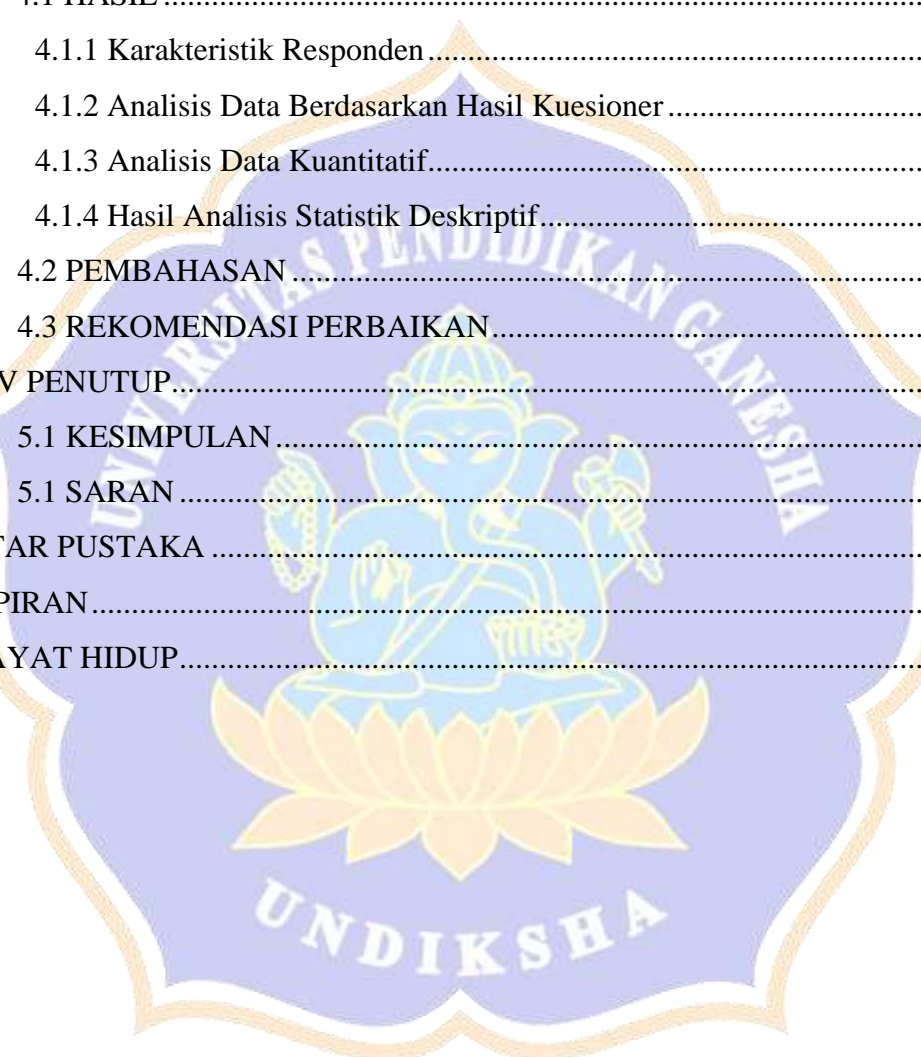 4.1 HASIL ................................................................
4.1.1 Karakteristik Responden ................................................................
4.1.2 Analisis Data Berdasarkan Hasil Kuesioner ................................................................
4.1.3 Analisis Data Kuantitatif ................................................................
4.1.4 Hasil Analisis Statistik Deskriptif ................................................................
4.2 PEMBAHASAN ................................................................
4.3 REKOMENDASI PERBAIKAN ................................................................
V PENUTUP ................................................................
5.1 KESIMPULAN ................................................................
5.1 SARAN ................................................................
TAR PUSTAKA ................................................................
PIRAN ................................................................
AYAT HIDUP ................................................................
UNIVERSITAS PENDIDIKAN GANESHA
UNDIKSHA